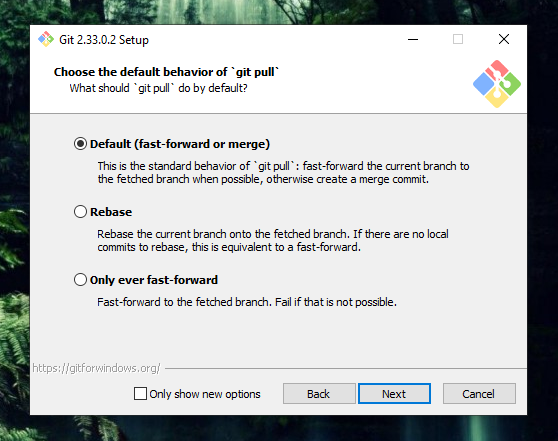 Git 2.33.0.2 Setup
Choose the default behavior of `git pull`
What should `git pull` do by default?
Default (fast-forward or merge)
This is the standard behavior of `git pull`: fast-forward the current branch to
the fetched branch when possible, otherwise create a merge commit.
Rebase
Rebase the current branch onto the fetched branch. If there are no local
commits to rebase, this is equivalent to a fast-forward.
Only ever fast-forward
Fast-forward to the fetched branch. Fail if that is not possible.
https://gitforwindows.org/
Only show new options
Back
Next
Cancel